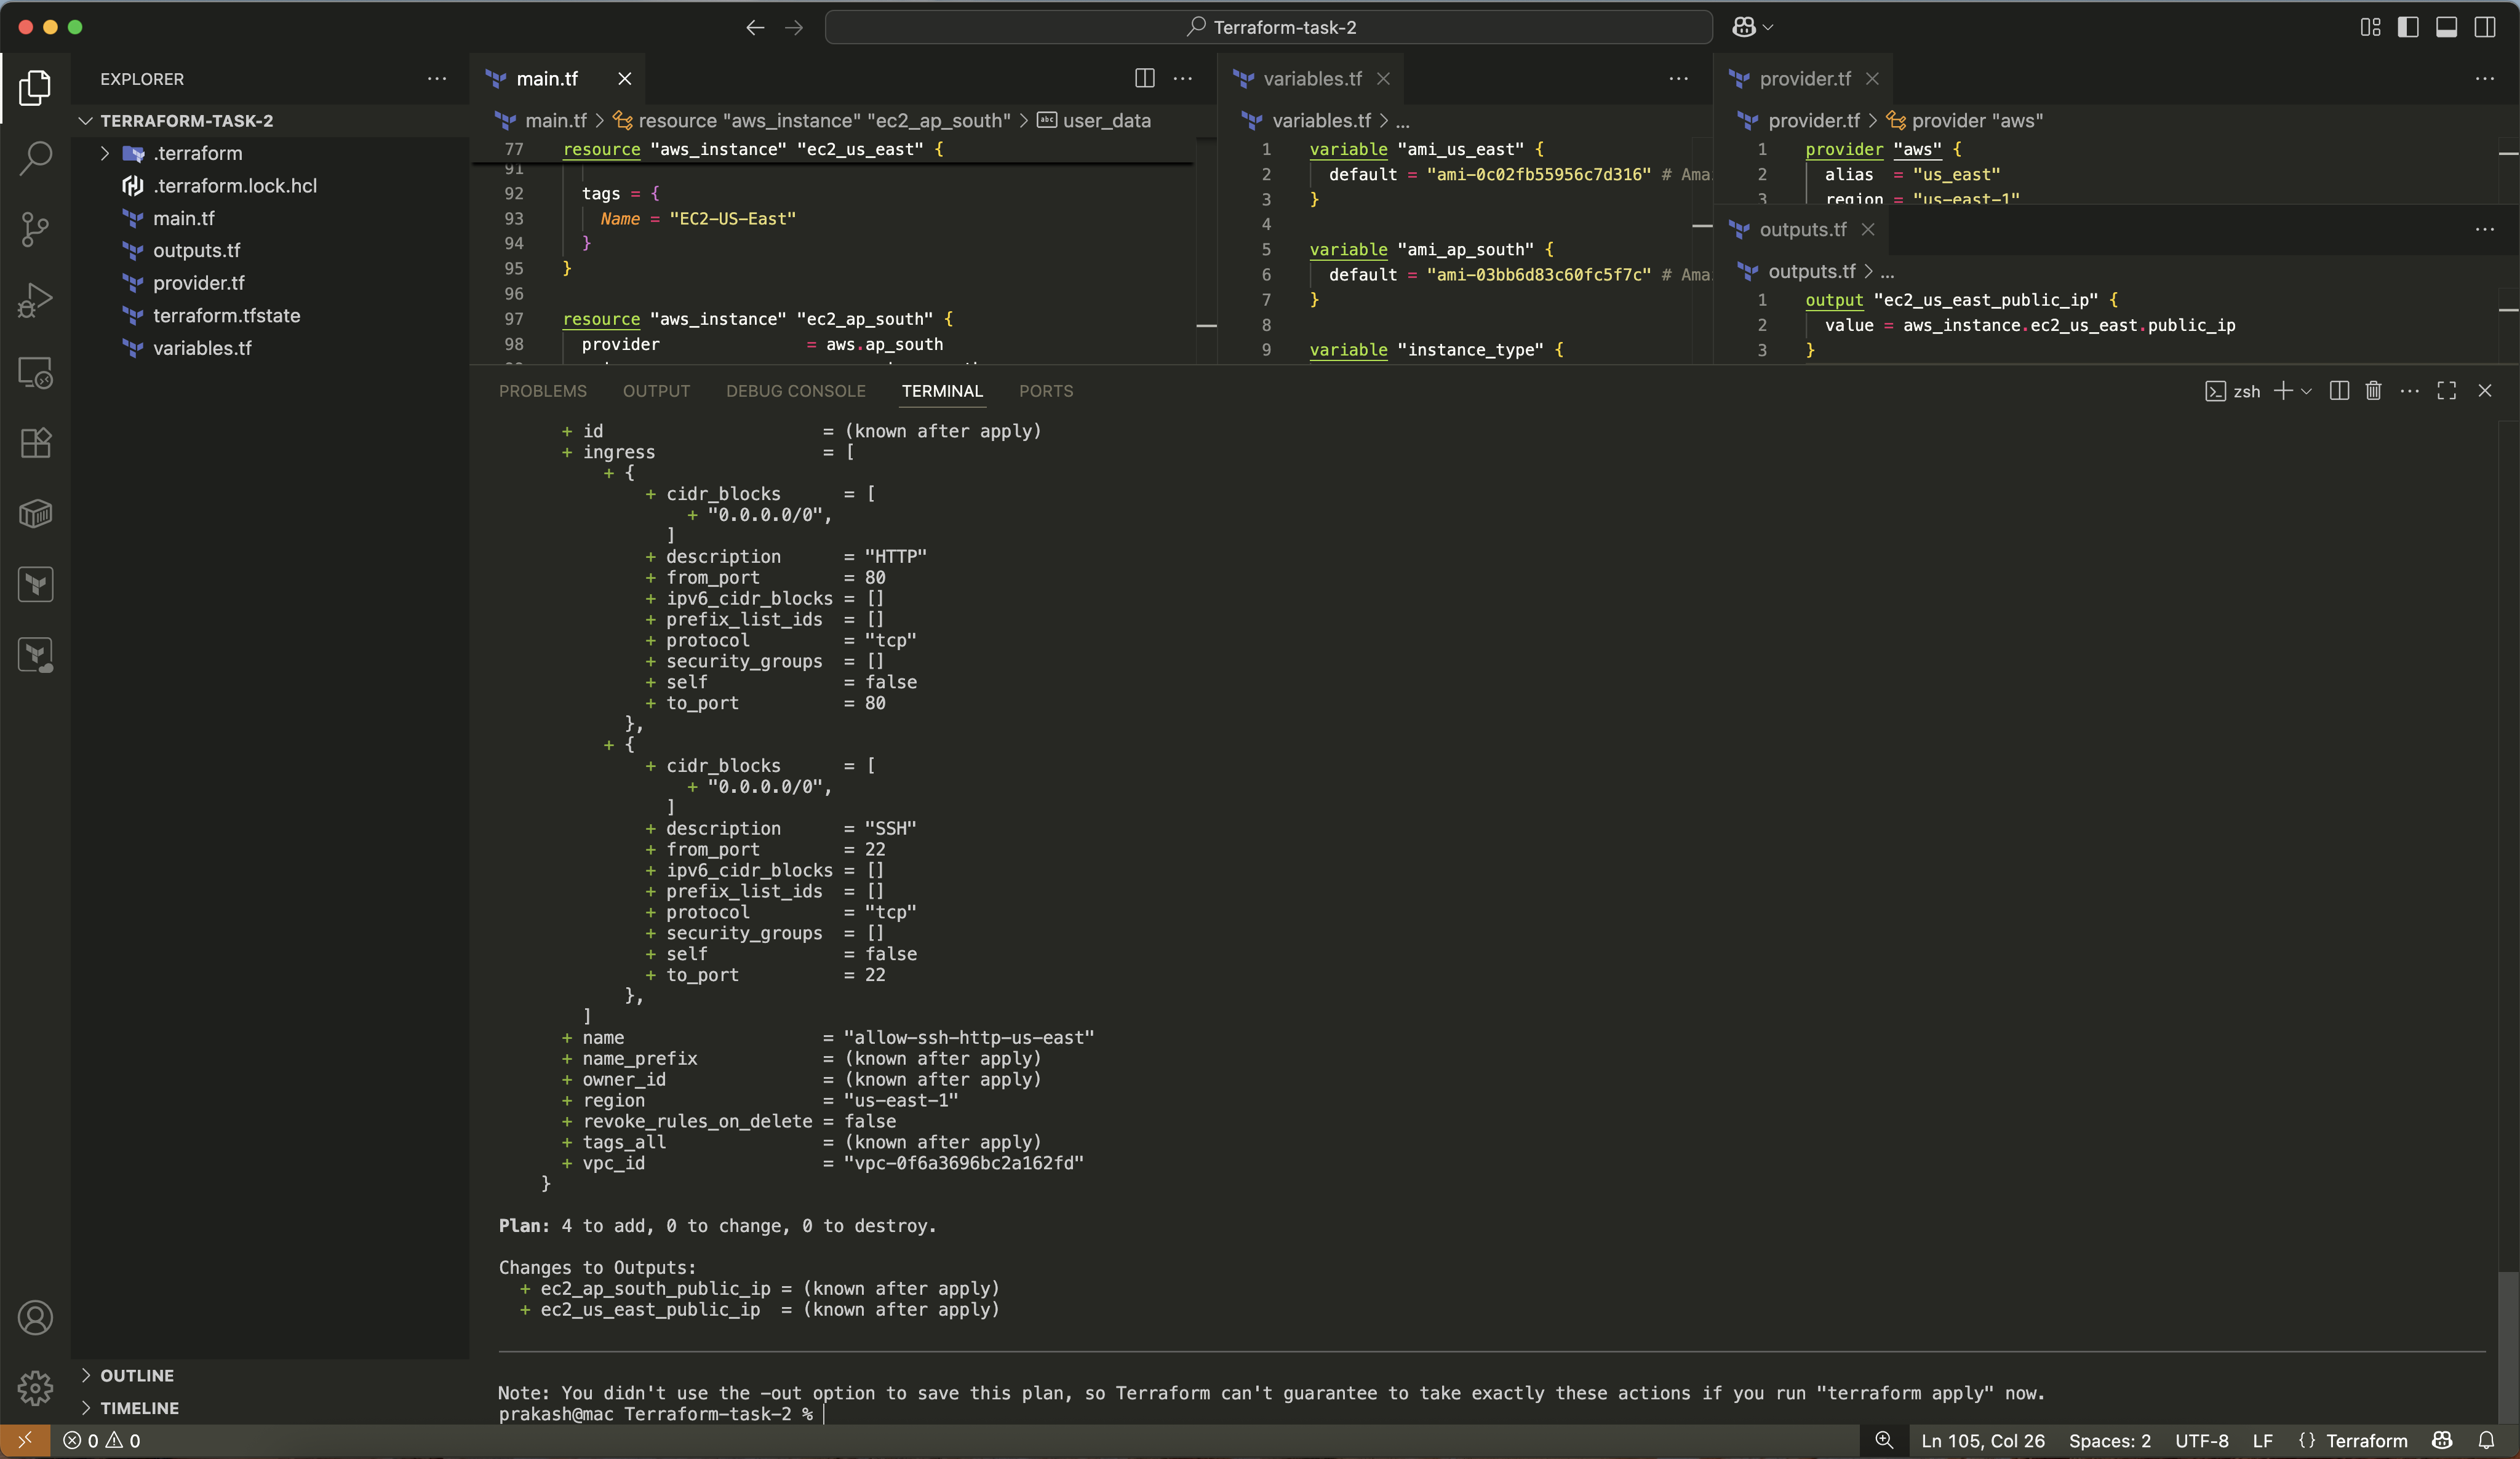 Terraform-task-2
EXPLORER
TERRAFORM-TASK-2
.terraform
.terraform.lock.hcl
main.tf
outputs.tf
provider.tf
terraform.tfstate
variables.tf
OUTLINE
TIMELINE
main.tf
main.tf > resource "aws_instance" "ec2_ap_south" > user_data
77 resource "aws_instance" "ec2_us_east" {
91
92 tags = {
93 Name = "EC2-US-East"
94 }
95 }
96
97 resource "aws_instance" "ec2_ap_south" {
98 provider = aws.ap_south
variables.tf
variables.tf > ...
1 variable "ami_us_east" {
2 default = "ami-0c02fb55956c7d316" # Ama
3 }
4
5 variable "ami_ap_south" {
6 default = "ami-03bb6d83c60fc5f7c" # Ama
7 }
8
9 variable "instance_type" {
provider.tf
provider.tf > provider "aws"
1 provider "aws" {
2 alias = "us_east"
3 region = "us-east-1"
outputs.tf
outputs.tf > ...
1 output "ec2_us_east_public_ip" {
2 value = aws_instance.ec2_us_east.public_ip
3 }
PROBLEMS OUTPUT DEBUG CONSOLE TERMINAL PORTS
zsh
+ id = (known after apply)
+ ingress = [
+ {
+ cidr_blocks = [
+ "0.0.0.0/0",
]
+ description = "HTTP"
+ from_port = 80
+ ipv6_cidr_blocks = []
+ prefix_list_ids = []
+ protocol = "tcp"
+ security_groups = []
+ self = false
+ to_port = 80
},
+ {
+ cidr_blocks = [
+ "0.0.0.0/0",
]
+ description = "SSH"
+ from_port = 22
+ ipv6_cidr_blocks = []
+ prefix_list_ids = []
+ protocol = "tcp"
+ security_groups = []
+ self = false
+ to_port = 22
},
]
+ name = "allow-ssh-http-us-east"
+ name_prefix = (known after apply)
+ owner_id = (known after apply)
+ region = "us-east-1"
+ revoke_rules_on_delete = false
+ tags_all = (known after apply)
+ vpc_id = "vpc-0f6a3696bc2a162fd"
}
Plan: 4 to add, 0 to change, 0 to destroy.
Changes to Outputs:
+ ec2_ap_south_public_ip = (known after apply)
+ ec2_us_east_public_ip = (known after apply)
Note: You didn't use the -out option to save this plan, so Terraform can't guarantee to take exactly these actions if you run "terraform apply" now.
prakash@mac Terraform-task-2 %
0 0
Ln 105, Col 26 Spaces: 2 UTF-8 LF {} Terraform